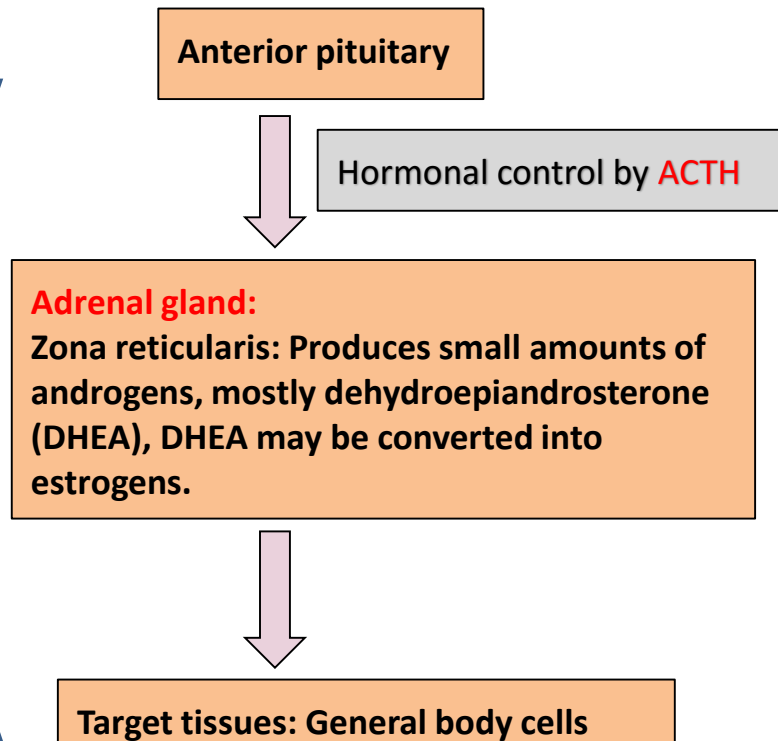 Anterior pituitary
Hormonal control by ACTH
Adrenal gland:
Zona reticularis: Produces small amounts of
androgens, mostly dehydroepiandrosterone
(DHEA), DHEA may be converted into
estrogens.
Target tissues: General body cells